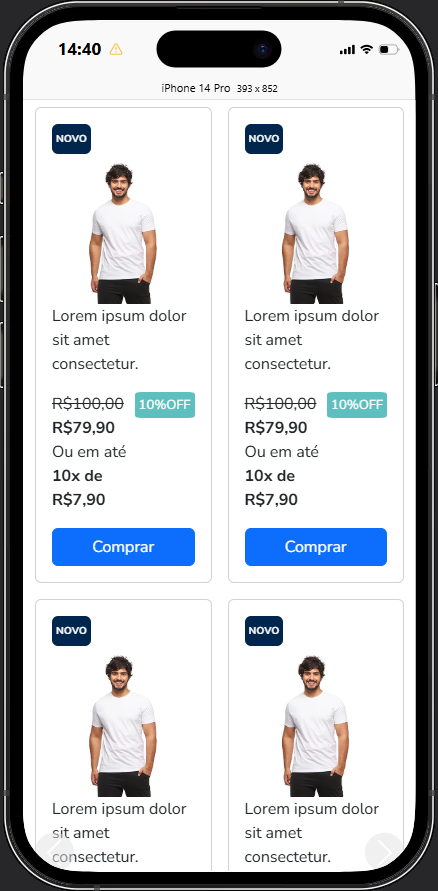 14:40
iPhone 14 Pro 393 x 852
NOVO
Lorem ipsum dolor
sit amet
consectetur.
R$100,00 10%OFF
R$79,90
Ou em até
10x de
R$7,90
Comprar
NOVO
Lorem ipsum dolor
sit amet
consectetur.
R$100,00 10%OFF
R$79,90
Ou em até
10x de
R$7,90
Comprar
NOVO
Lorem ipsum dolor
sit amet
consectetur.
NOVO
Lorem ipsum dolor
sit amet
consectetur.